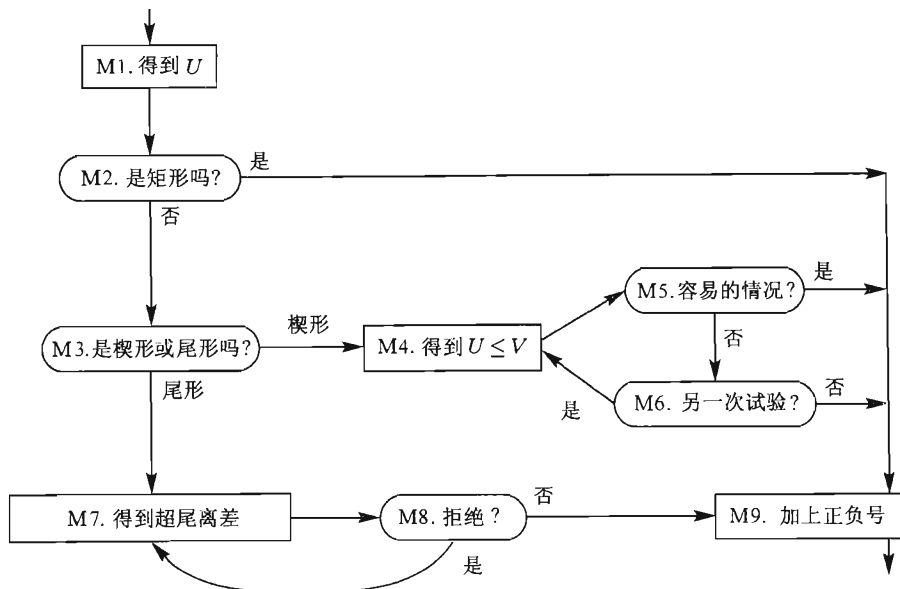 M1. 得到 U
M2. 是矩形吗?
是
否
M3.是楔形或尾形吗?
楔形
尾形
M4. 得到 U ≤ V
M5.容易的情况?
是
否
M6. 另一次试验?
是
否
M7. 得到超尾离差
M8. 拒绝?
否
是
M9. 加上正负号